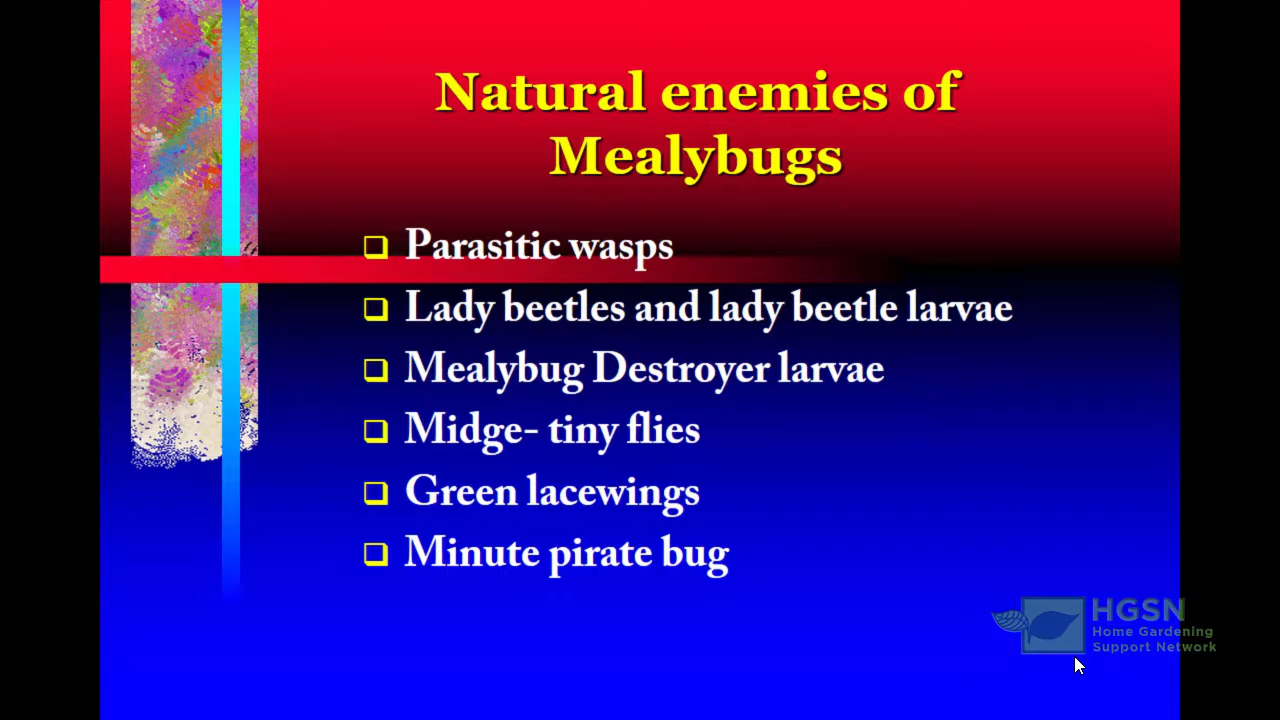 Natural enemies of
Mealybugs
Parasitic wasps
Lady beetles and lady beetle larvae
Mealybug Destroyer larvae
Midge- tiny flies
Green lacewings
Minute pirate bug
HGSN
Home Gardening
Support Network